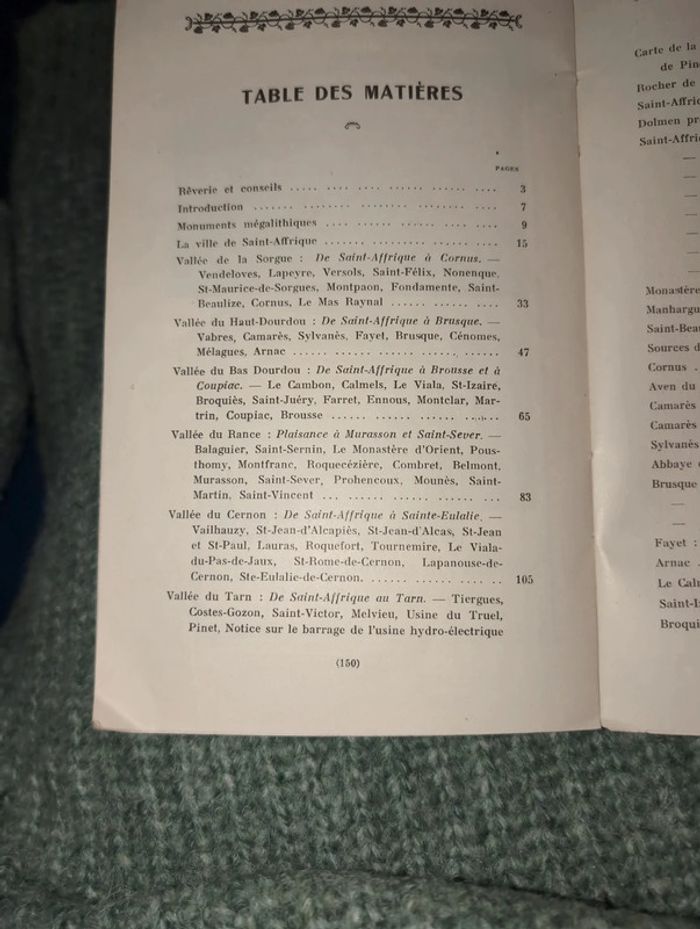 TABLE DES MATIÈRES
PAGES
Rêverie et conseils .... .... .... ...... ...... .... 3
Introduction ....... ........ ........ ........ ........ 7
Monuments mégalithiques .... .... ...... ...... .... 9
La ville de Saint-Affrique ........ ...... ...... .... 15
Vallée de la Sorgue : De Saint-Affrique à Cornus. —
Vendeloves, Lapeyre, Versols, Saint-Félix, Nonenque,
St-Maurice-de-Sorgues, Montpaon, Fondamente, Saint-
Beaulize, Cornus, Le Mas Raynal ...... ...... .... 33
Vallée du Haut-Dourdou : De Saint-Affrique à Brusque. —
Vabres, Camarès, Sylvanès, Fayet, Brusque, Cénomes,
Mélagues, Arnac .... ...... ...... ...... ...... 47
Vallée du Bas Dourdou : De Saint-Affrique à Brousse et à
Coupiac. — Le Cambon, Calmels, Le Viala, St-Izaire,
Broquiès, Saint-Juéry, Farret, Ennous, Montclar, Mar-
trin, Coupiac, Brousse ...... ...... ...... ...... 65
Vallée du Rance : Plaisance à Murasson et Saint-Sever. —
Balaguier, Saint-Sernin, Le Monastère d'Orient, Pous-
thomy, Montfranc, Roquecézière, Combret, Belmont,
Murasson, Saint-Sever, Prohencoux, Mounès, Saint-
Martin, Saint-Vincent ... ...... ...... ...... ... 83
Vallée du Cernon : De Saint-Affrique à Sainte-Eulalie. —
Vailhauzy, St-Jean-d'Alcapiès, St-Jean-d'Alcas, St-Jean
et St-Paul, Lauras, Roquefort, Tournemire, Le Viala-
du-Pas-de-Jaux, St-Rome-de-Cernon, Lapanouse-de-
Cernon, Ste-Eulalie-de-Cernon. ........ ...... .. .. 105
Vallée du Tarn : De Saint-Affrique au Tarn. — Tiergues,
Costes-Gozon, Saint-Victor, Melvieu, Usine du Truel,
Pinet, Notice sur le barrage de l'usine hydro-électrique
(150)
Carte de la
de Pine
Rocher de
Saint-Affric
Dolmen pr
Saint-Affri
—
—
—
—
—
—
—
Monastère
Manhargu
Saint-Beau
Sources d
Cornus .
Aven du
Camarès
Camarès
Sylvanès
Abbaye
Brusque
—
—
Fayet :
Arnac .
Le Calm
Saint-I
Broqui